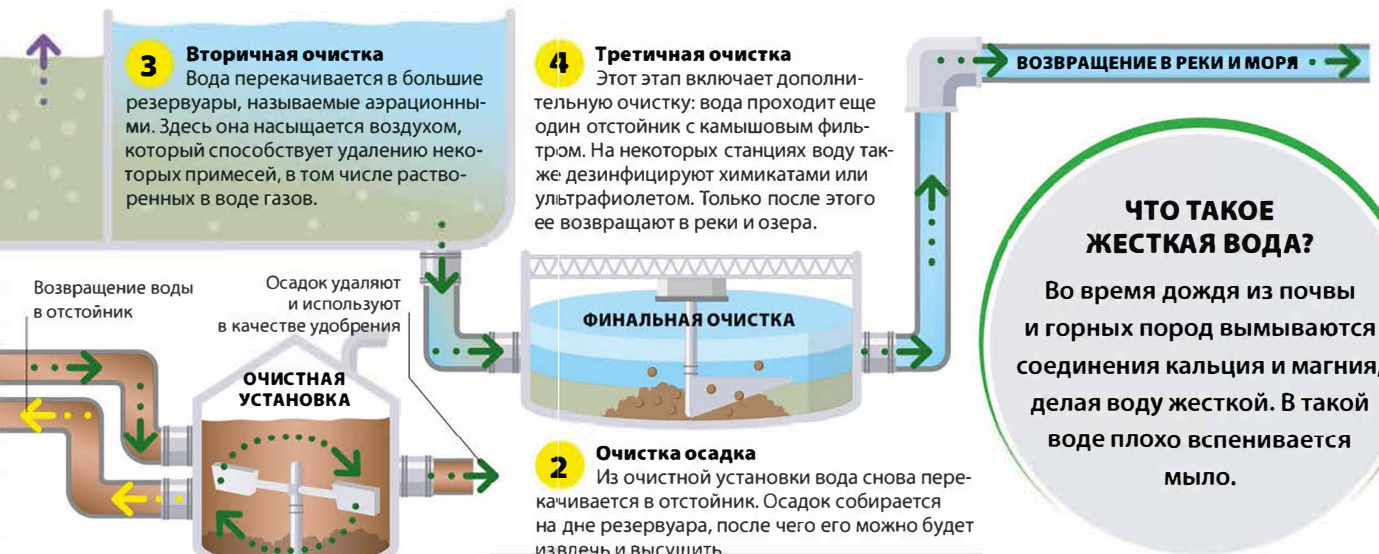 3
Вторичная очистка
Вода перекачивается в большие
резервуары, называемые аэрационны-
ми. Здесь она насыщается воздухом,
который способствует удалению неко-
торых примесей, в том числе раство-
ренных в воде газов.
4
Третичная очистка
Этот этап включает дополни-
тельную очистку: вода проходит еще
один отстойник с камышовым филь-
тром. На некоторых станциях воду так-
же дезинфицируют химикатами или
ультрафиолетом. Только после этого
ее возвращают в реки и озера.
ВОЗВРАЩЕНИЕ В РЕКИ И МОРЯ
ЧТО ТАКОЕ
ЖЕСТКАЯ ВОДА?
Во время дождя из почвы
и горных пород вымываются
соединения кальция и магния,
делая воду жесткой. В такой
воде плохо вспенивается
мыло.
Возвращение воды
в отстойник
Осадок удаляют
и используют
в качестве удобрения
ОЧИСТНАЯ
УСТАНОВКА
ФИНАЛЬНАЯ ОЧИСТКА
2
Очистка осадка
Из очистной установки вода снова пере-
качивается в отстойник. Осадок собирается
на дне резервуара, после чего его можно будет
извлечь и высушить.